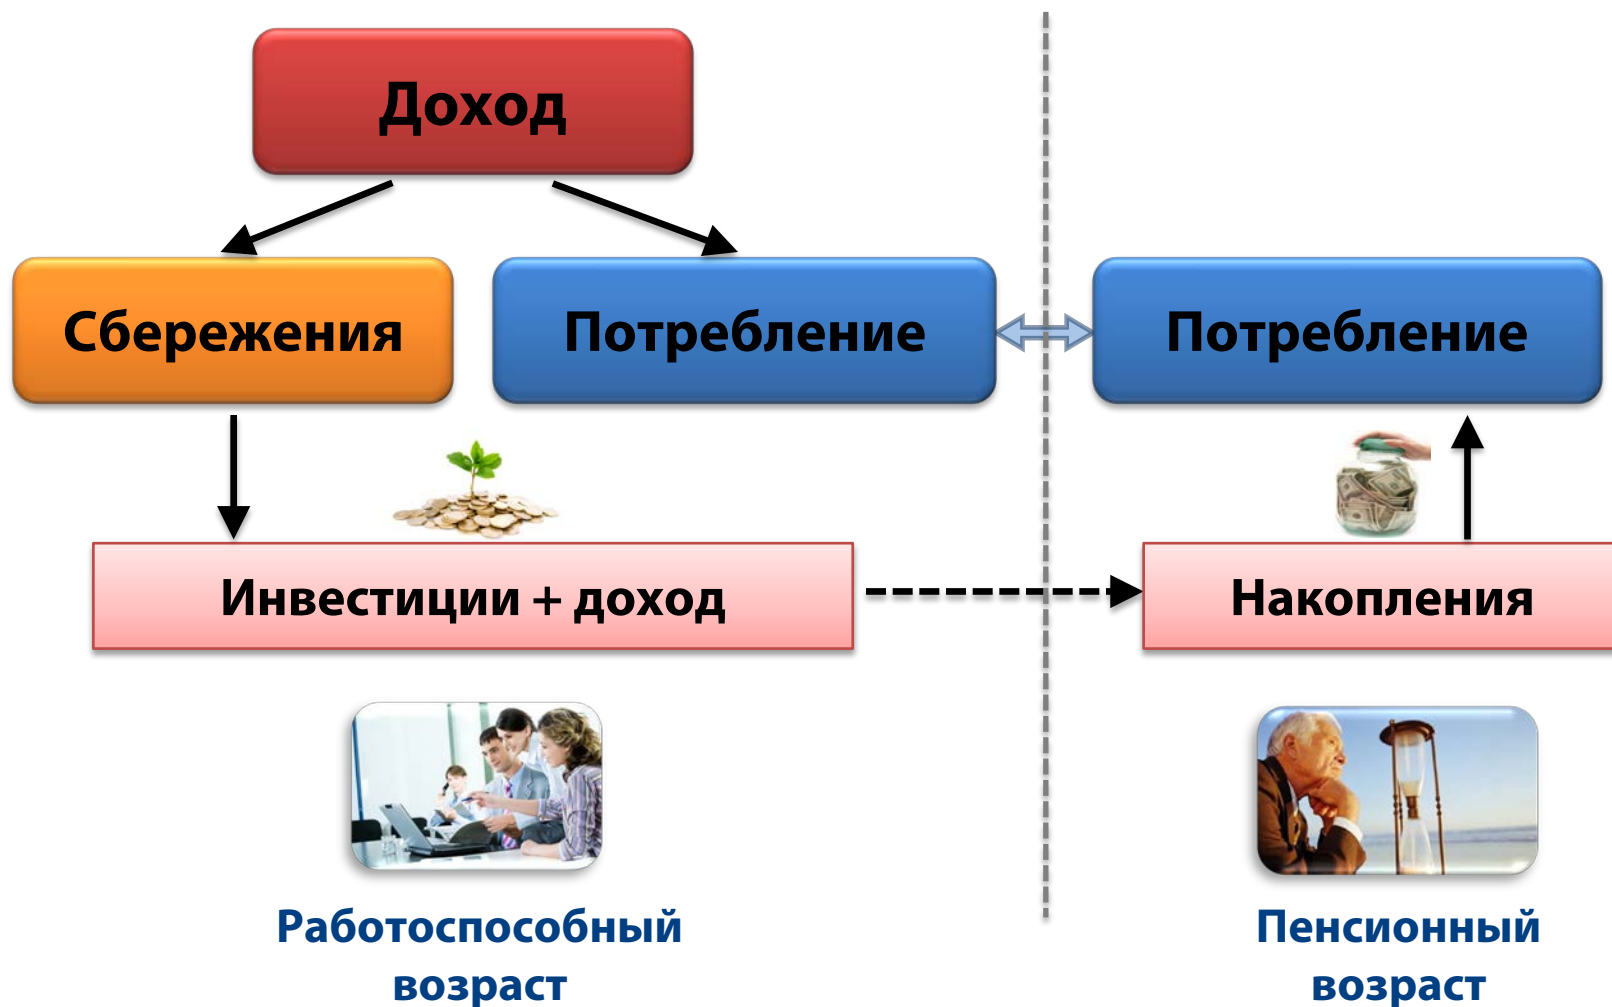 Доход
Сбережения
Потребление
Потребление
Инвестиции + доход
Накопления
Работоспособный
возраст
Пенсионный
возраст